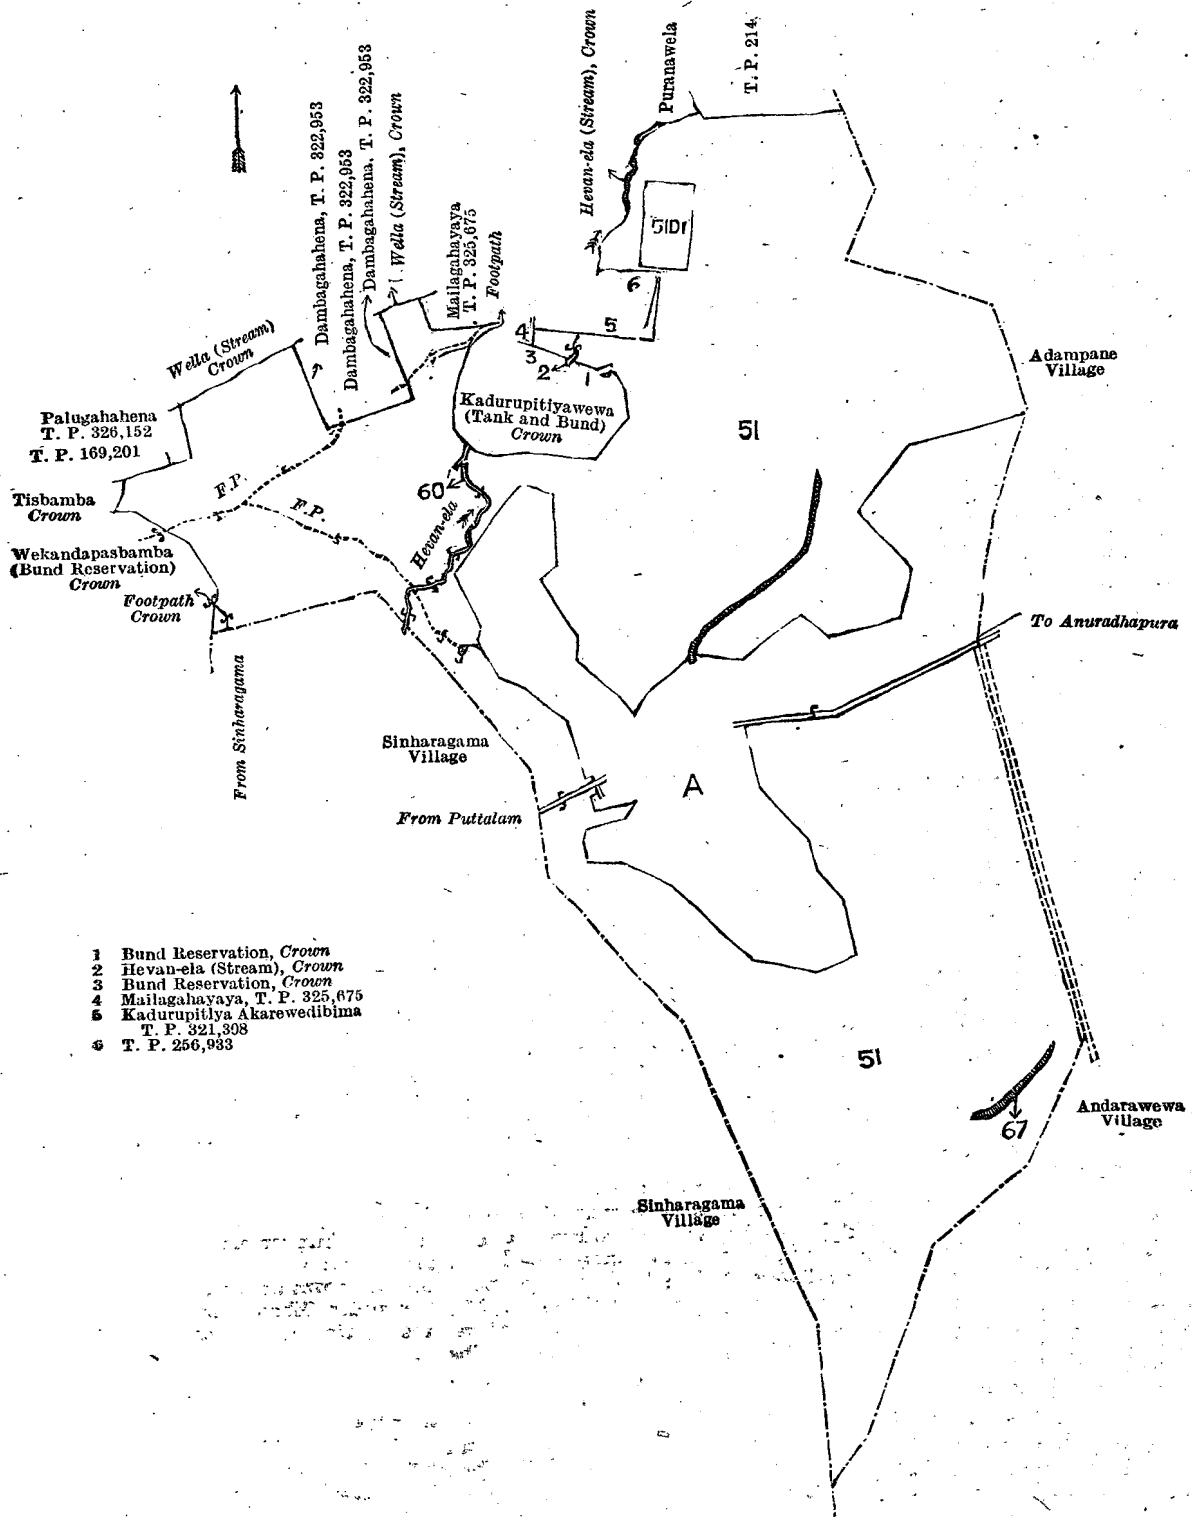 Hevan-ela (Stream), Crown
Puranawela
T. P. 214
Dambagahahena, T. P. 322,953
Dambagahahena, T. P. 322,953
Dambagahahena, T. P. 322,953
Wella (Stream), Crown
Mailagahayaya
T. P. 325,675
Footpath
51D1
6
5
4
3
2
1
Wella (Stream)
Crown
Adampane
Village
Kadurupitiyawewa
(Tank and Bund)
Crown
51
Palugahahena
T. P. 326,152
T. P. 169,201
F.P.
F.P.
60
Hevan-ela
Tisbamba
Crown
Wekandapasbamba
(Bund Reservation)
Crown
Footpath
Crown
To Anuradhapura
From Sinharagama
Sinharagama
Village
A
From Puttalam
1 Bund Reservation, Crown
2 Hevan-ela (Stream), Crown
3 Bund Reservation, Crown
4 Mailagahayaya, T. P. 325,675
5 Kadurupitiya Akarewedibima
T. P. 321,308
6 T. P. 256,933
51
67
Andarawewa
Village
Sinharagama
Village